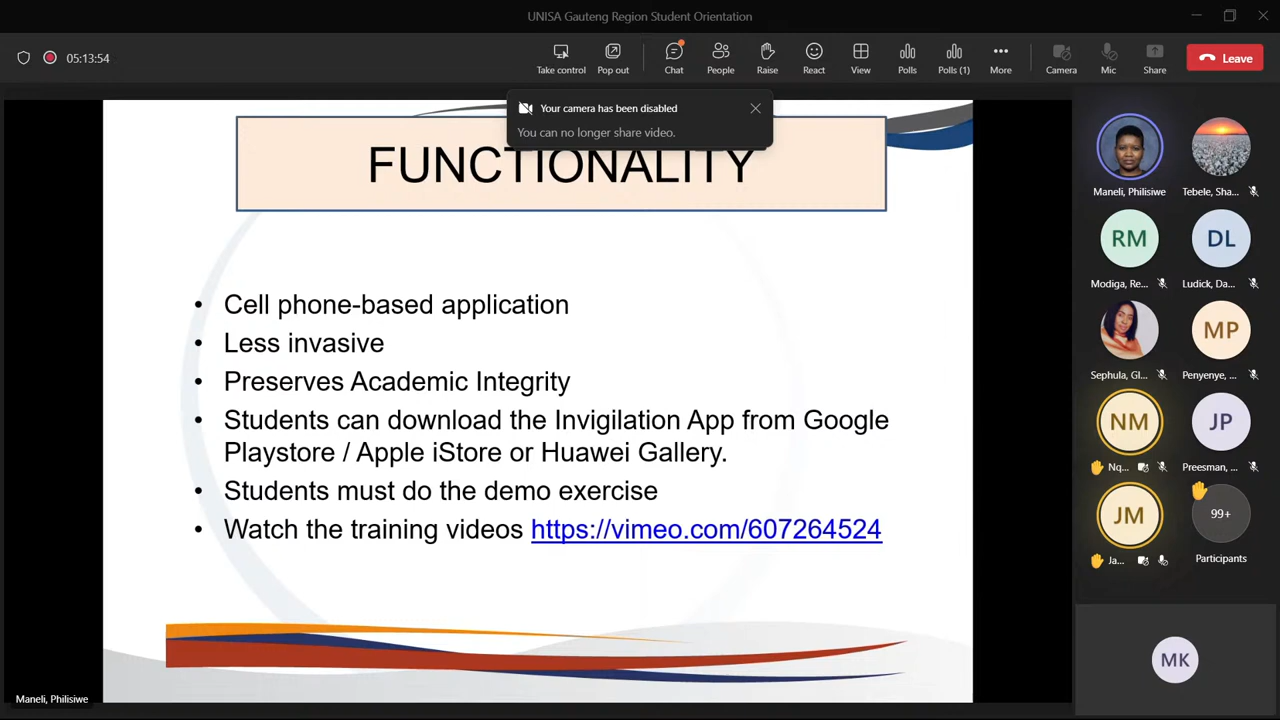 UNISA Gauteng Region Student Orientation
05:13:54
Take control
Pop out
Chat
People
Raise
React
View
Polls
Polls (1)
More
Camera
Mic
Share
Leave
Your camera has been disabled
You can no longer share video.
FUNCTIONALITY
• Cell phone-based application
• Less invasive
• Preserves Academic Integrity
• Students can download the Invigilation App from Google
Playstore / Apple iStore or Huawei Gallery.
• Students must do the demo exercise
• Watch the training videos https://vimeo.com/607264524
Maneli, Philisiwe
Tebele, Sha...
RM
DL
Modiga, Re...
Ludick, Da...
MP
Sephula, Gl...
Penyenye, ...
NM
JP
Nq...
Preesman, ...
JM
99+
Ja...
Participants
MK
Maneli, Philisiwe